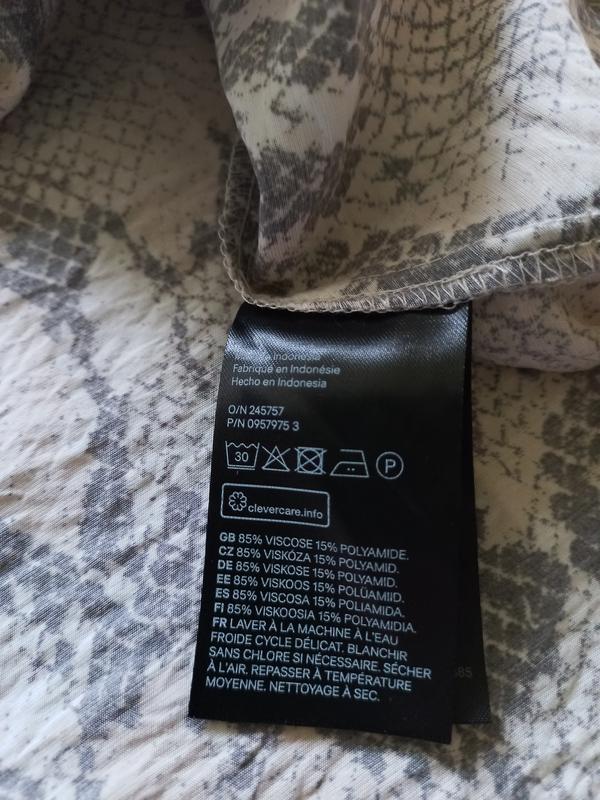 Indonesia
Fabriqué en Indonésie
Hecho en Indonesia
O/N 245757
P/N 0957975 3
30 P
clevercare.info
GB 85% VISCOSE 15% POLYAMIDE.
CZ 85% VISKÓZA 15% POLYAMID.
DE 85% VISKOSE 15% POLYAMID.
EE 85% VISKOOS 15% POLÜAMIID.
ES 85% VISCOSA 15% POLIAMIDA.
FI 85% VISKOOSIA 15% POLYAMIDIA.
FR LAVER À LA MACHINE À L'EAU
FROIDE CYCLE DÉLICAT. BLANCHIR
SANS CHLORE SI NÉCESSAIRE. SÉCHER
À L'AIR. REPASSER À TEMPÉRATURE
MOYENNE. NETTOYAGE À SEC.